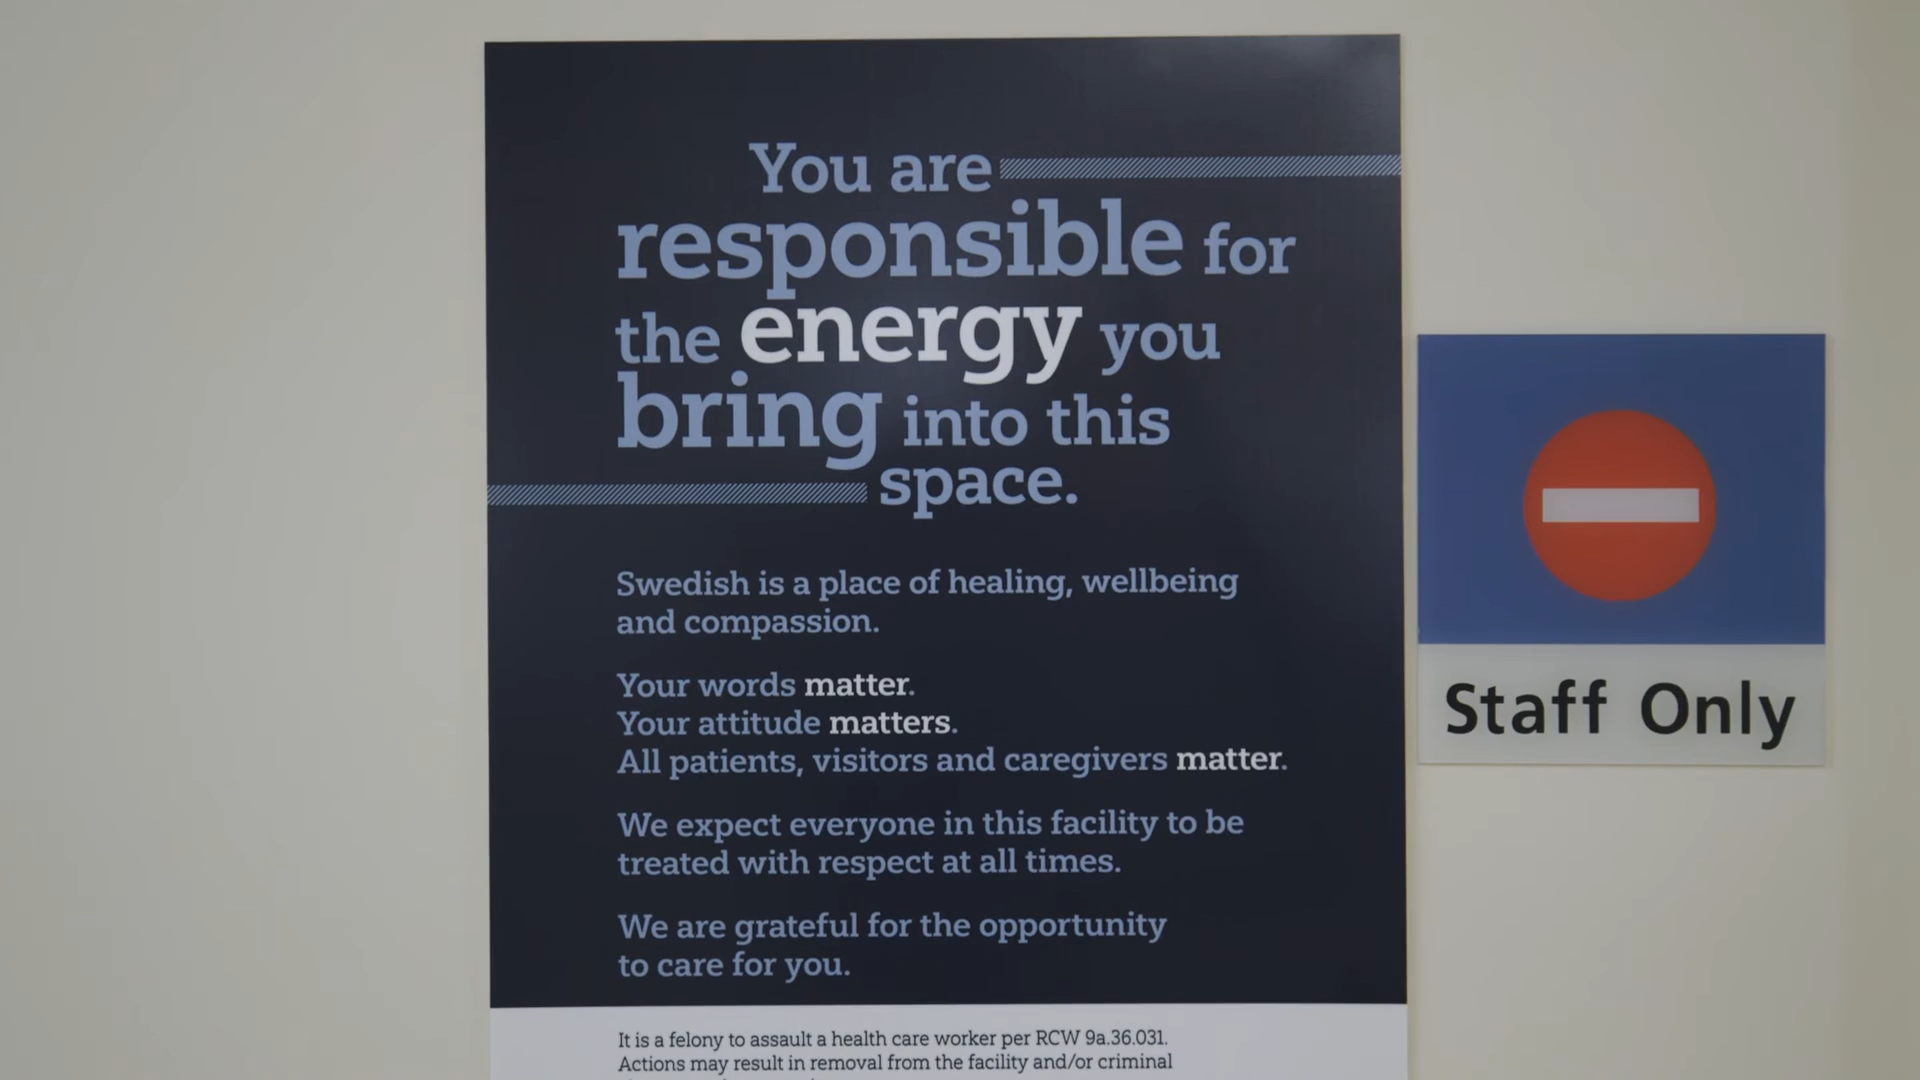 You are
responsible for
the energy you
bring into this
space.
Swedish is a place of healing, wellbeing
and compassion.
Your words matter.
Your attitude matters.
All patients, visitors and caregivers matter.
We expect everyone in this facility to be
treated with respect at all times.
We are grateful for the opportunity
to care for you.
It is a felony to assault a health care worker per RCW 9a.36.031.
Actions may result in removal from the facility and/or criminal
Staff Only